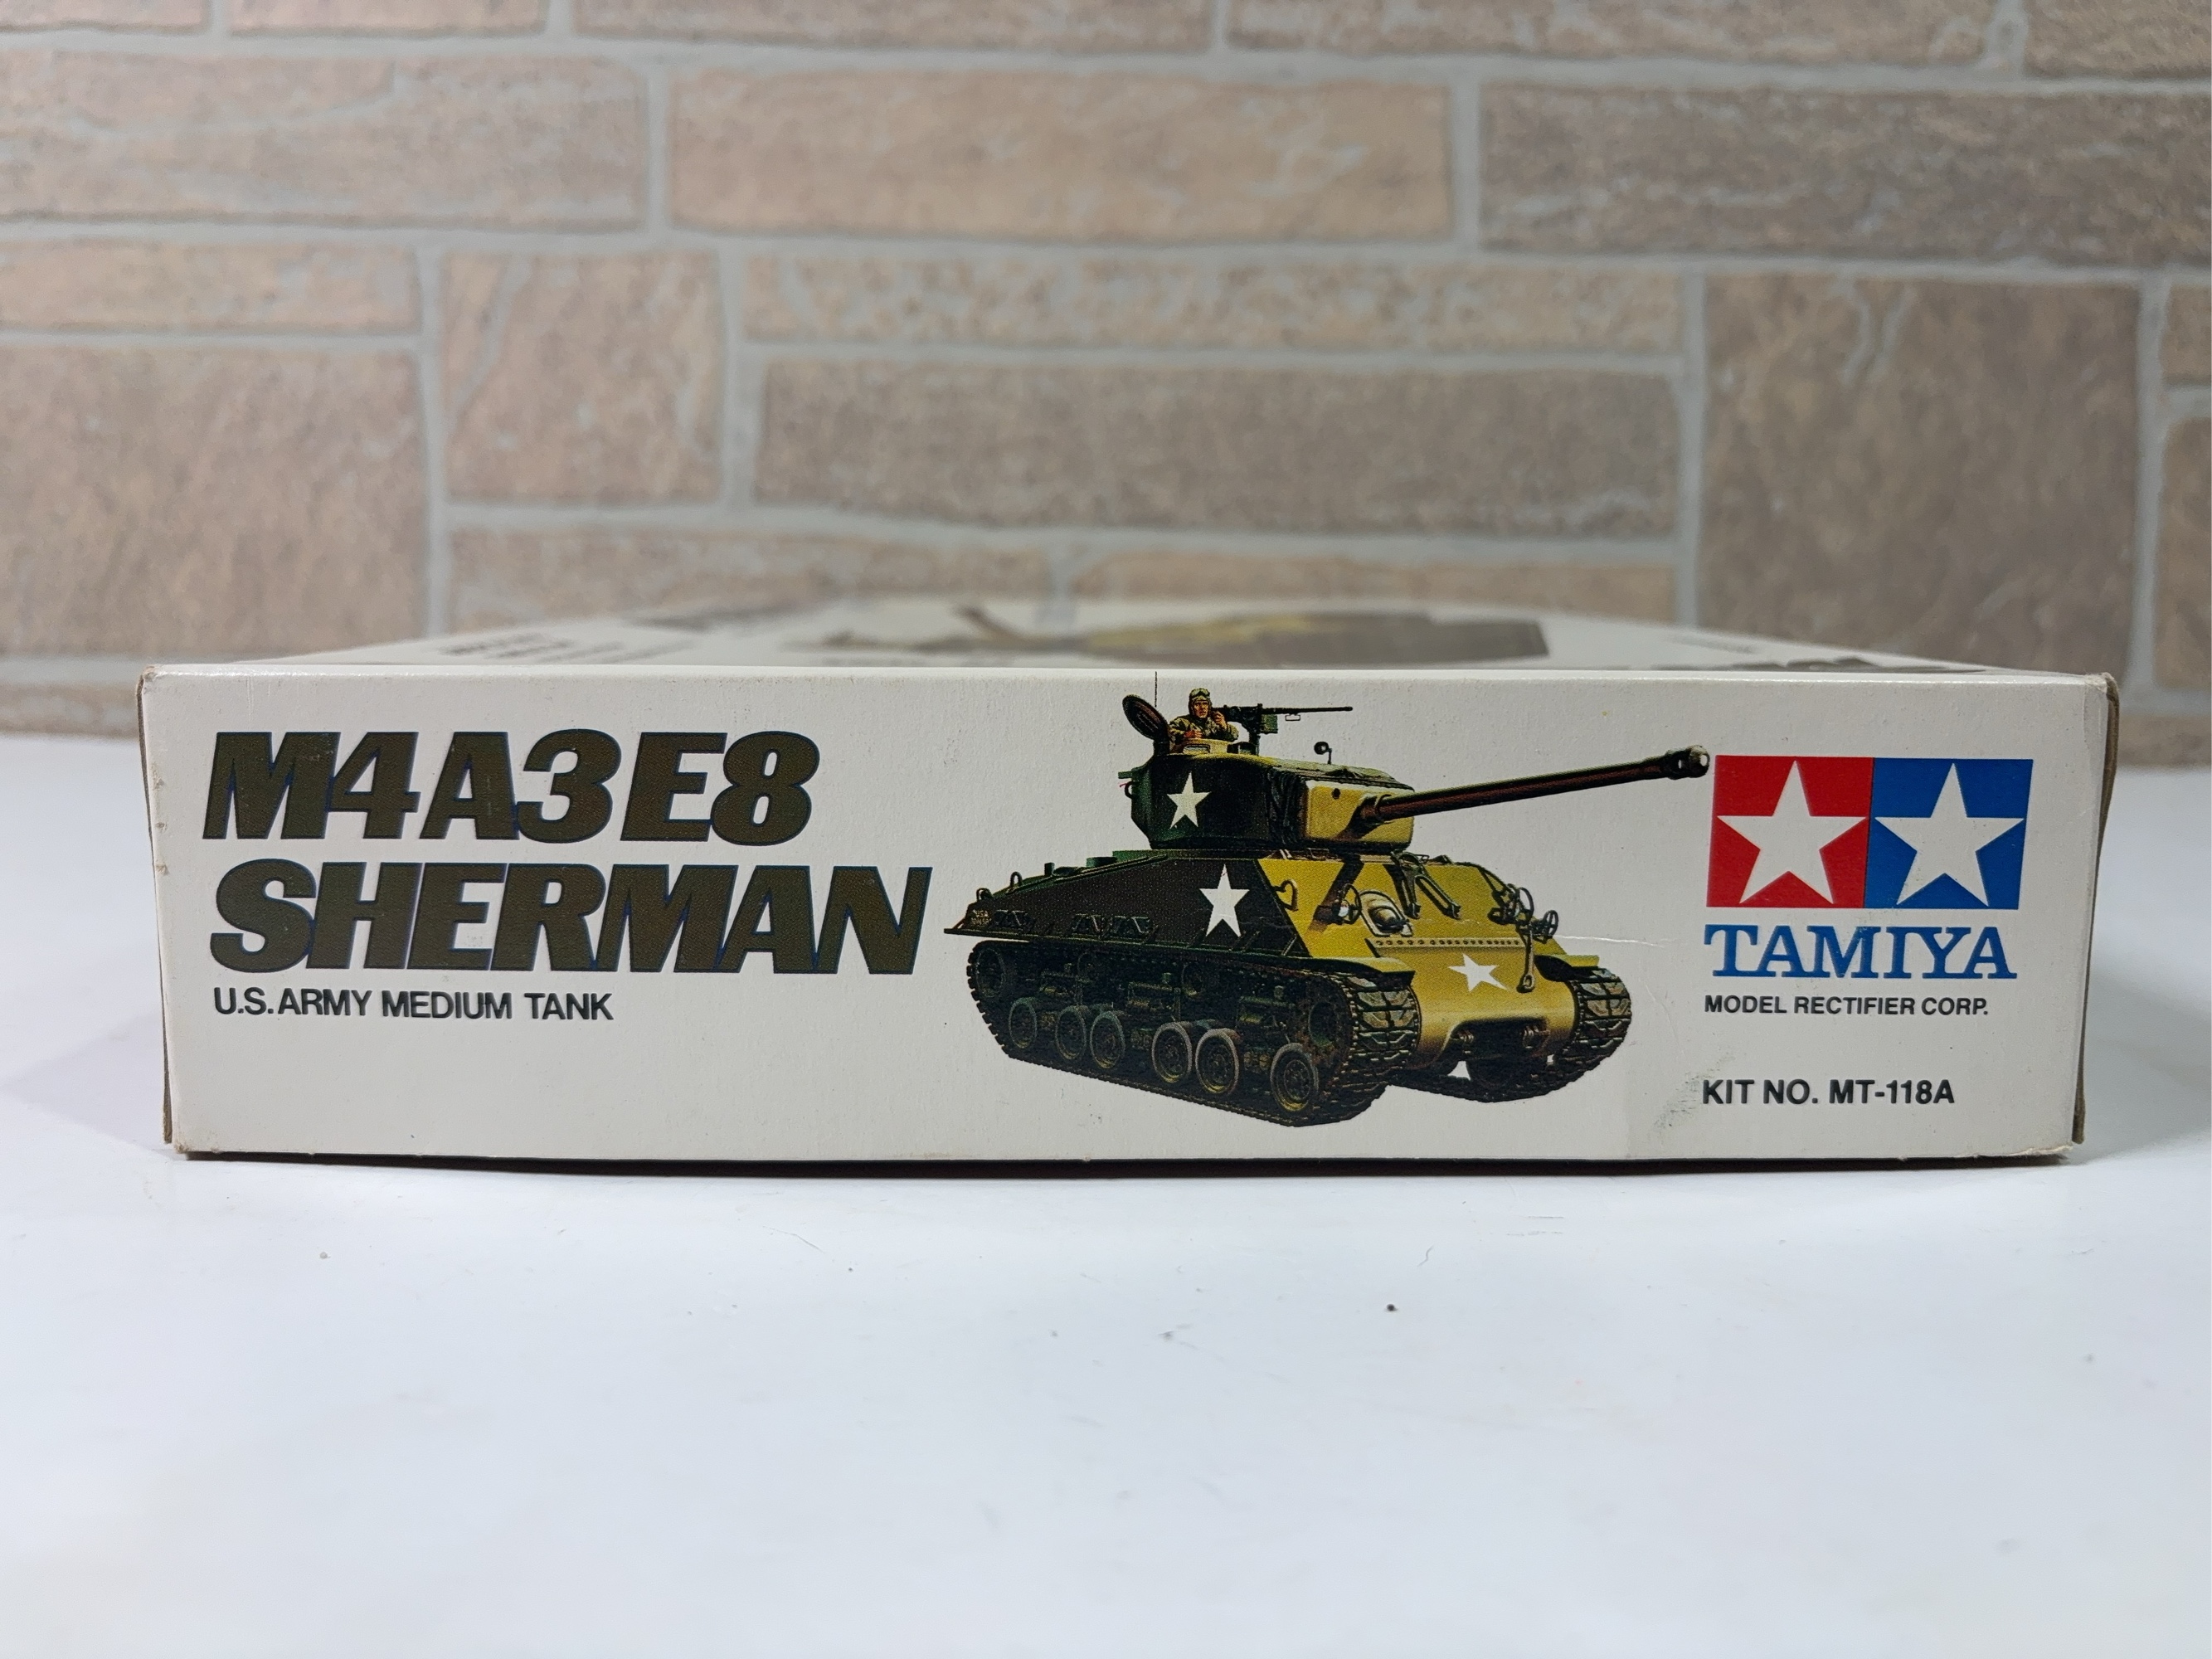 M4A3E8
SHERMAN
U.S. ARMY MEDIUM TANK
TAMIYA
MODEL RECTIFIER CORP.
KIT NO. MT-118A